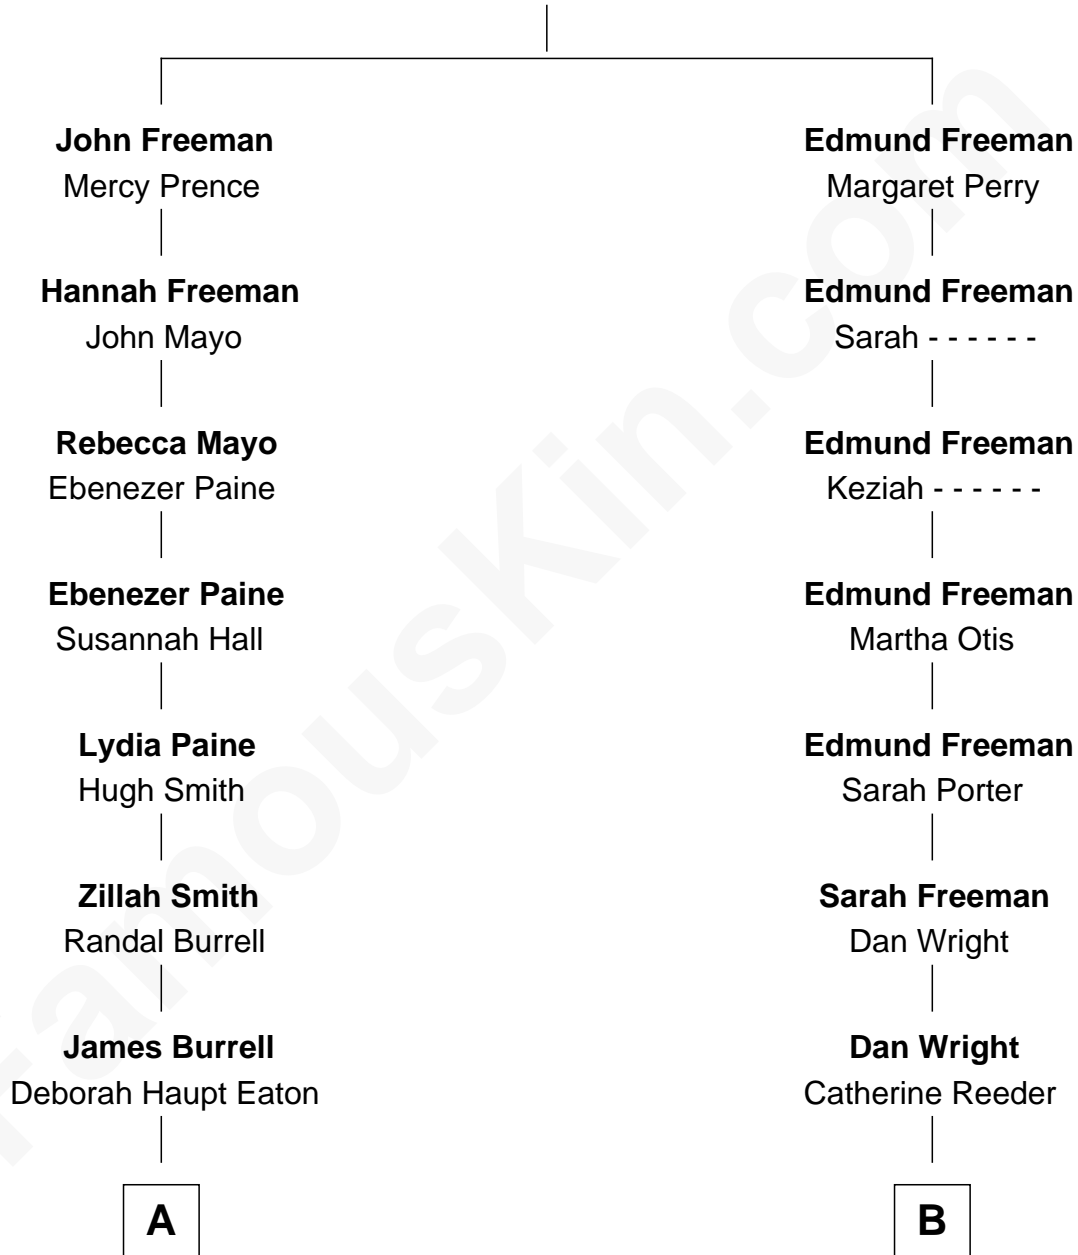 John Freeman
Mercy Prence
Hannah Freeman
John Mayo
Rebecca Mayo
Ebenezer Paine
Ebenezer Paine
Susannah Hall
Lydia Paine
Hugh Smith
Zillah Smith
Randal Burrell
James Burrell
Deborah Haupt Eaton
A
Edmund Freeman
Margaret Perry
Edmund Freeman
Sarah - - - - - -
Edmund Freeman
Keziah - - - - - -
Edmund Freeman
Martha Otis
Edmund Freeman
Sarah Porter
Sarah Freeman
Dan Wright
Dan Wright
Catherine Reeder
B
FamousKin.com